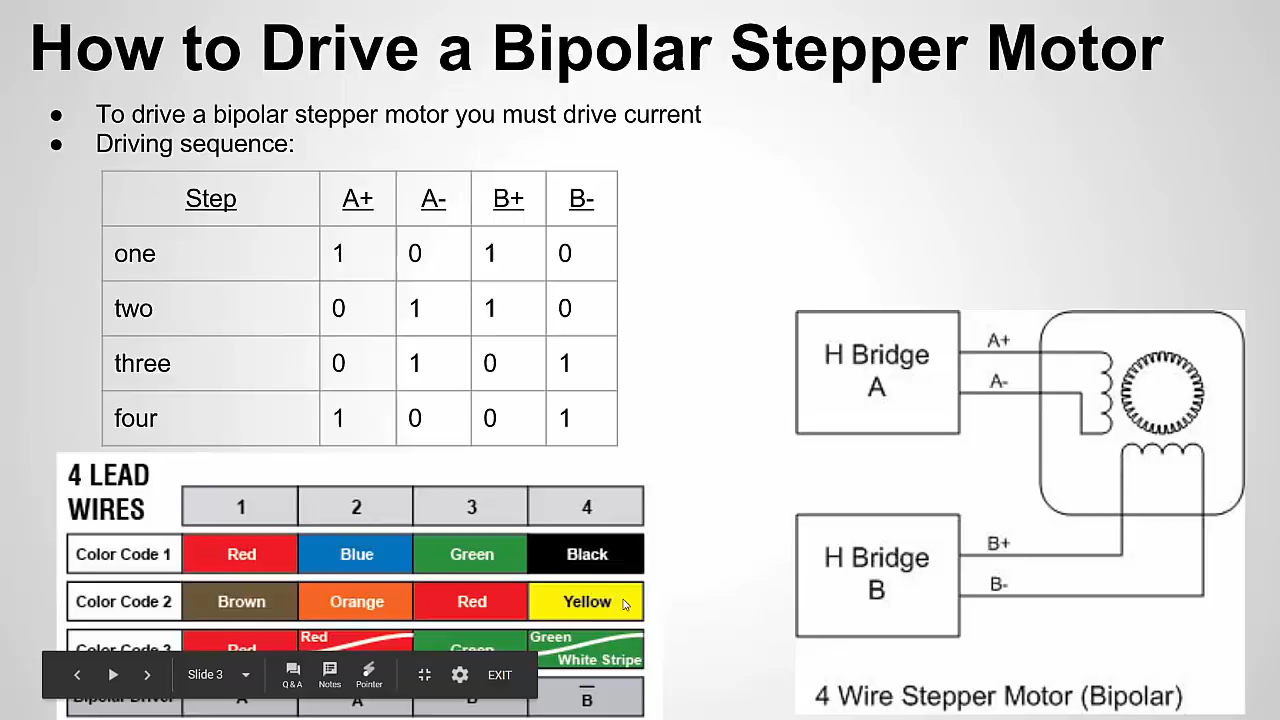 How to Drive a Bipolar Stepper Motor
● To drive a bipolar stepper motor you must drive current
● Driving sequence:
Step A+ A- B+ B-
one 1 0 1 0
two 0 1 1 0
three 0 1 0 1
four 1 0 0 1
4 LEAD
WIRES
1 2 3 4
Color Code 1 Red Blue Green Black
Color Code 2 Brown Orange Red Yellow
Red
Green
White Stripe
B
Slide 3
Q & A
Notes
Pointer
EXIT
H Bridge
A
A+
A-
H Bridge
B
B+
B-
4 Wire Stepper Motor (Bipolar)